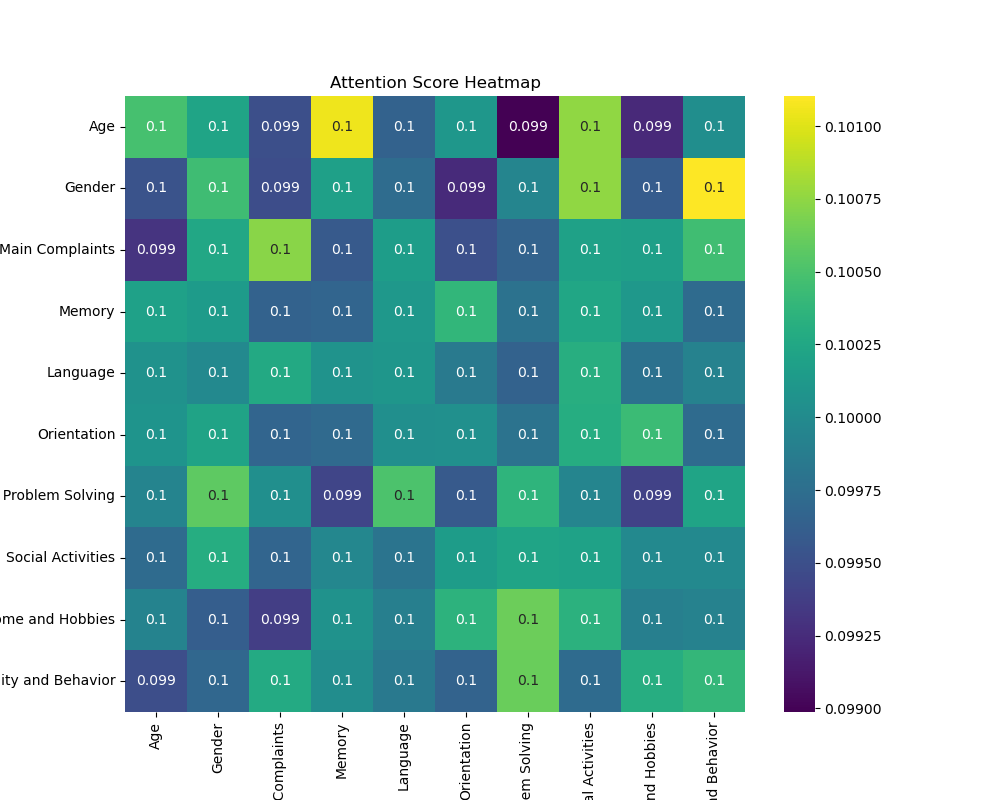 Attention Score Heatmap
Age 0.1 0.1 0.099 0.1 0.1 0.1 0.099 0.1 0.099 0.1
Gender 0.1 0.1 0.099 0.1 0.1 0.099 0.1 0.1 0.1 0.1
Main Complaints 0.099 0.1 0.1 0.1 0.1 0.1 0.1 0.1 0.1 0.1
Memory 0.1 0.1 0.1 0.1 0.1 0.1 0.1 0.1 0.1 0.1
Language 0.1 0.1 0.1 0.1 0.1 0.1 0.1 0.1 0.1 0.1
Orientation 0.1 0.1 0.1 0.1 0.1 0.1 0.1 0.1 0.1 0.1
Problem Solving 0.1 0.1 0.1 0.099 0.1 0.1 0.1 0.1 0.099 0.1
Social Activities 0.1 0.1 0.1 0.1 0.1 0.1 0.1 0.1 0.1 0.1
ome and Hobbies 0.1 0.1 0.099 0.1 0.1 0.1 0.1 0.1 0.1 0.1
ity and Behavior 0.099 0.1 0.1 0.1 0.1 0.1 0.1 0.1 0.1 0.1
Age
Gender
Complaints
Memory
Language
Orientation
em Solving
al Activities
nd Hobbies
nd Behavior
0.10100
0.10075
0.10050
0.10025
0.10000
0.09975
0.09950
0.09925
0.09900